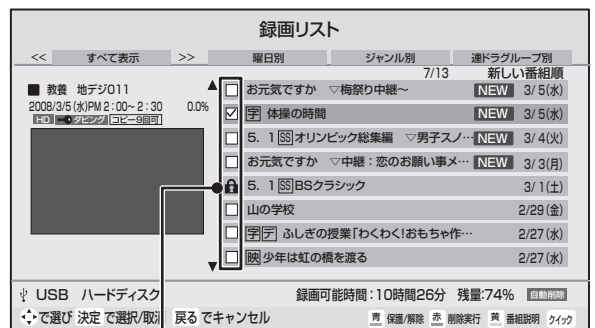 録画リスト
<< すべて表示 >> 曜日別 ジャンル別 連ドラグループ別
7/13 新しい番組順
■ 教養 地デジ011
2008/3/5(水)PM2:00~2:30 0.0%
HD ダビング コピー9回可
お元気ですか ▽梅祭り中継~ NEW 3/5(水)
字 体操の時間 NEW 3/5(水)
5.1 SS オリンピック総集編 ▽男子スノ… NEW 3/4(火)
お元気ですか ▽中継:恋のお願い事メ… NEW 3/3(月)
5.1 SS BSクラシック 3/1(土)
山の学校 2/29(金)
字 デ ふしぎの授業「わくわく!おもちゃ作… 2/27(水)
映 少年は虹の橋を渡る 2/27(水)
USB ハードディスク 録画可能時間:10時間26分 残量:74% 自動削除
で選び 決定 で選択/取消 戻る でキャンセル 青 保護/解除 赤 削除実行 黄 番組説明 クイック